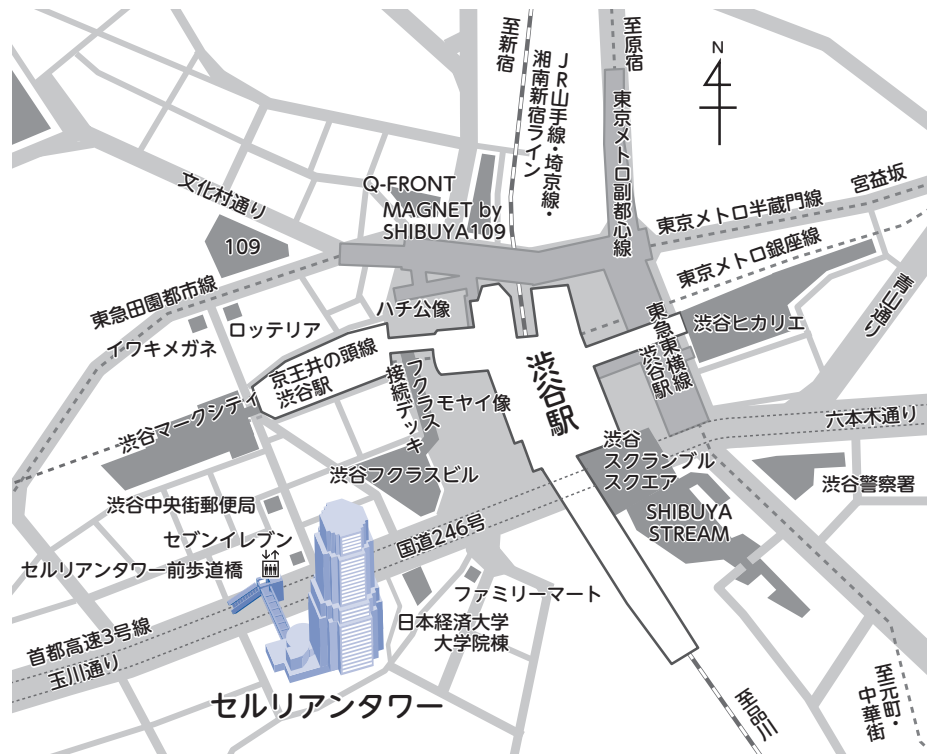 至新宿
JR山手線・埼京線・
湘南新宿ライン
至原宿
東京メトロ副都心線
N
文化村通り
Q-FRONT
MAGNET by
SHIBUYA109
宮益坂
東京メトロ半蔵門線
東京メトロ銀座線
青山通り
109
東急田園都市線
ハチ公像
ロッテリア
イワキメガネ
京王井の頭線
渋谷駅
渋谷駅
東急東横線
渋谷駅
渋谷ヒカリエ
フクラス
接続デッキ
モヤイ像
渋谷マークシティ
六本木通り
渋谷
スクランブル
スクエア
渋谷フクラスビル
渋谷警察署
渋谷中央街郵便局
SHIBUYA
STREAM
国道246号
セブンイレブン
セルリアンタワー前歩道橋
ファミリーマート
日本経済大学
大学院棟
首都高速3号線
玉川通り
セルリアンタワー
至品川
至元町・
中華街